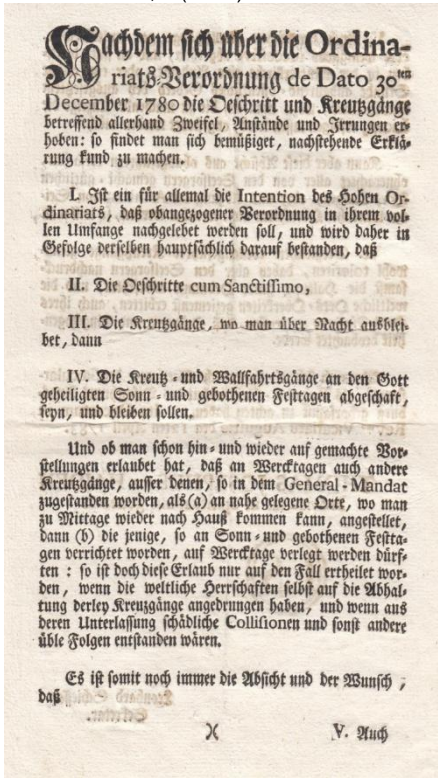 Nachdem sich über die Ordina-
riats-Verordnung de Dato 30ten
December 1780 die Oeschritt und Kreutzgänge
betreffend allerhand Zweifel, Anstände und Irrungen er-
hoben: so findet man sich bemüßiget, nachstehende Erklä-
rung kund zu machen.
I. Ist ein für allemal die Intention des Hohen Or-
dinariats, daß obangezogener Verordnung in ihrem vol-
len Umfange nachgelebet werden soll, und wird daher in
Gefolge derselben hauptsächlich darauf bestanden, daß
II. Die Oeschritte cum Sanctissimo,
III. Die Kreutzgänge, wo man über Nacht ausblei-
bet, dann
IV. Die Kreutz- und Wallfahrtsgänge an den Gott
geheiligten Sonn- und gebothenen Festtagen abgeschaft,
seyn, und bleiben sollen.
Und ob man schon hin- und wieder auf gemachte Vor-
stellungen erlaubet hat, daß an Wercktagen auch andere
Kreutzgänge, ausser denen, so in dem General-Mandat
zugestanden worden, als (a) an nahe gelegene Orte, wo man
zu Mittage wieder nach Hauß kommen kann, angestellet,
dann (b) die jenige, so an Sonn- und gebothenen Festta-
gen verrichtet worden, auf Wercktage verlegt werden dürf-
ten: so ist doch diese Erlaub nur auf den Fall ertheilet wor-
den, wenn die weltliche Herrschaften selbst auf die Abhal-
tung derley Kreuzgänge angedrungen haben, und wenn aus
deren Unterlassung schädliche Collisionen und sonst andere
üble Folgen entstanden wären.
Es ist somit noch immer die Absicht und der Wunsch,
daß
)( V. Auch